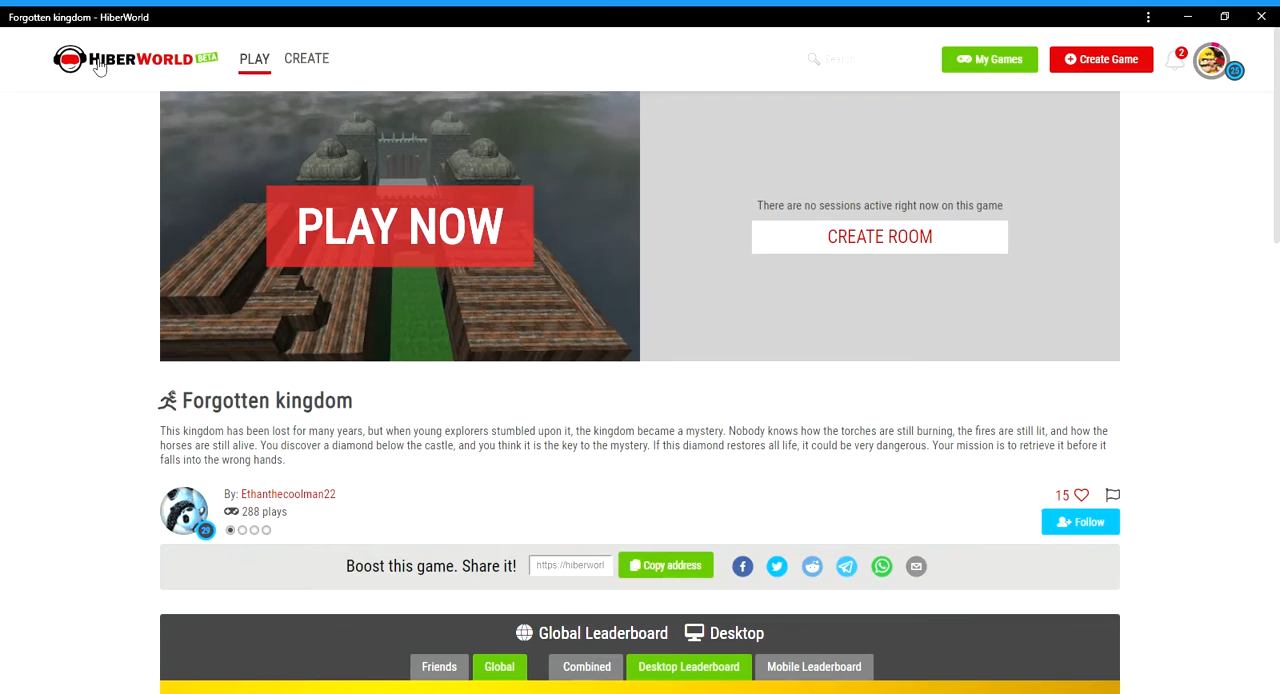 Forgotten kingdom - HiberWorld
HIBERWORLD BETA
PLAY
CREATE
Search
My Games
Create Game
2
25
PLAY NOW
There are no sessions active right now on this game
CREATE ROOM
Forgotten kingdom
This kingdom has been lost for many years, but when young explorers stumbled upon it, the kingdom became a mystery. Nobody knows how the torches are still burning, the fires are still lit, and how the
horses are still alive. You discover a diamond below the castle, and you think it is the key to the mystery. If this diamond restores all life, it could be very dangerous. Your mission is to retrieve it before it
falls into the wrong hands.
By: Ethanthecoolman22
288 plays
29
15
Follow
Boost this game. Share it!
https://hiberworl
Copy address
Global Leaderboard
Desktop
Friends
Global
Combined
Desktop Leaderboard
Mobile Leaderboard